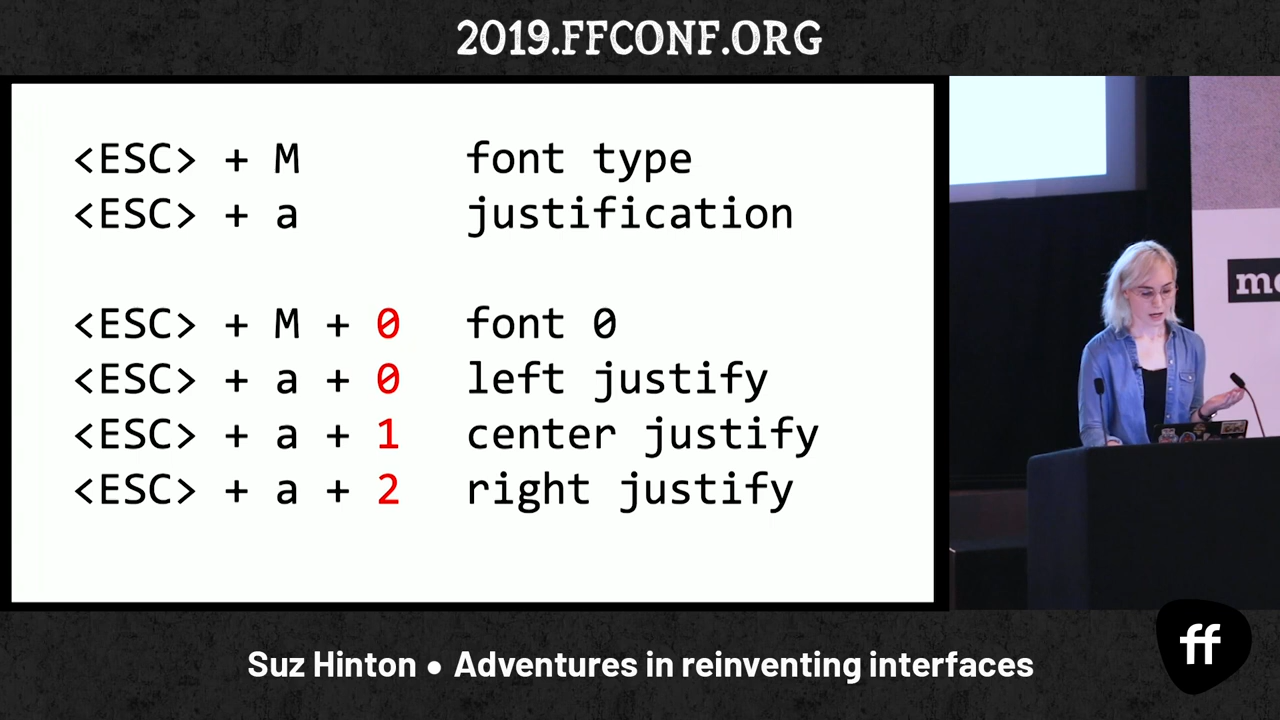 2019.FFCONF.ORG
<ESC> + M font type
<ESC> + a justification
<ESC> + M + 0 font 0
<ESC> + a + 0 left justify
<ESC> + a + 1 center justify
<ESC> + a + 2 right justify
ff
Suz Hinton • Adventures in reinventing interfaces